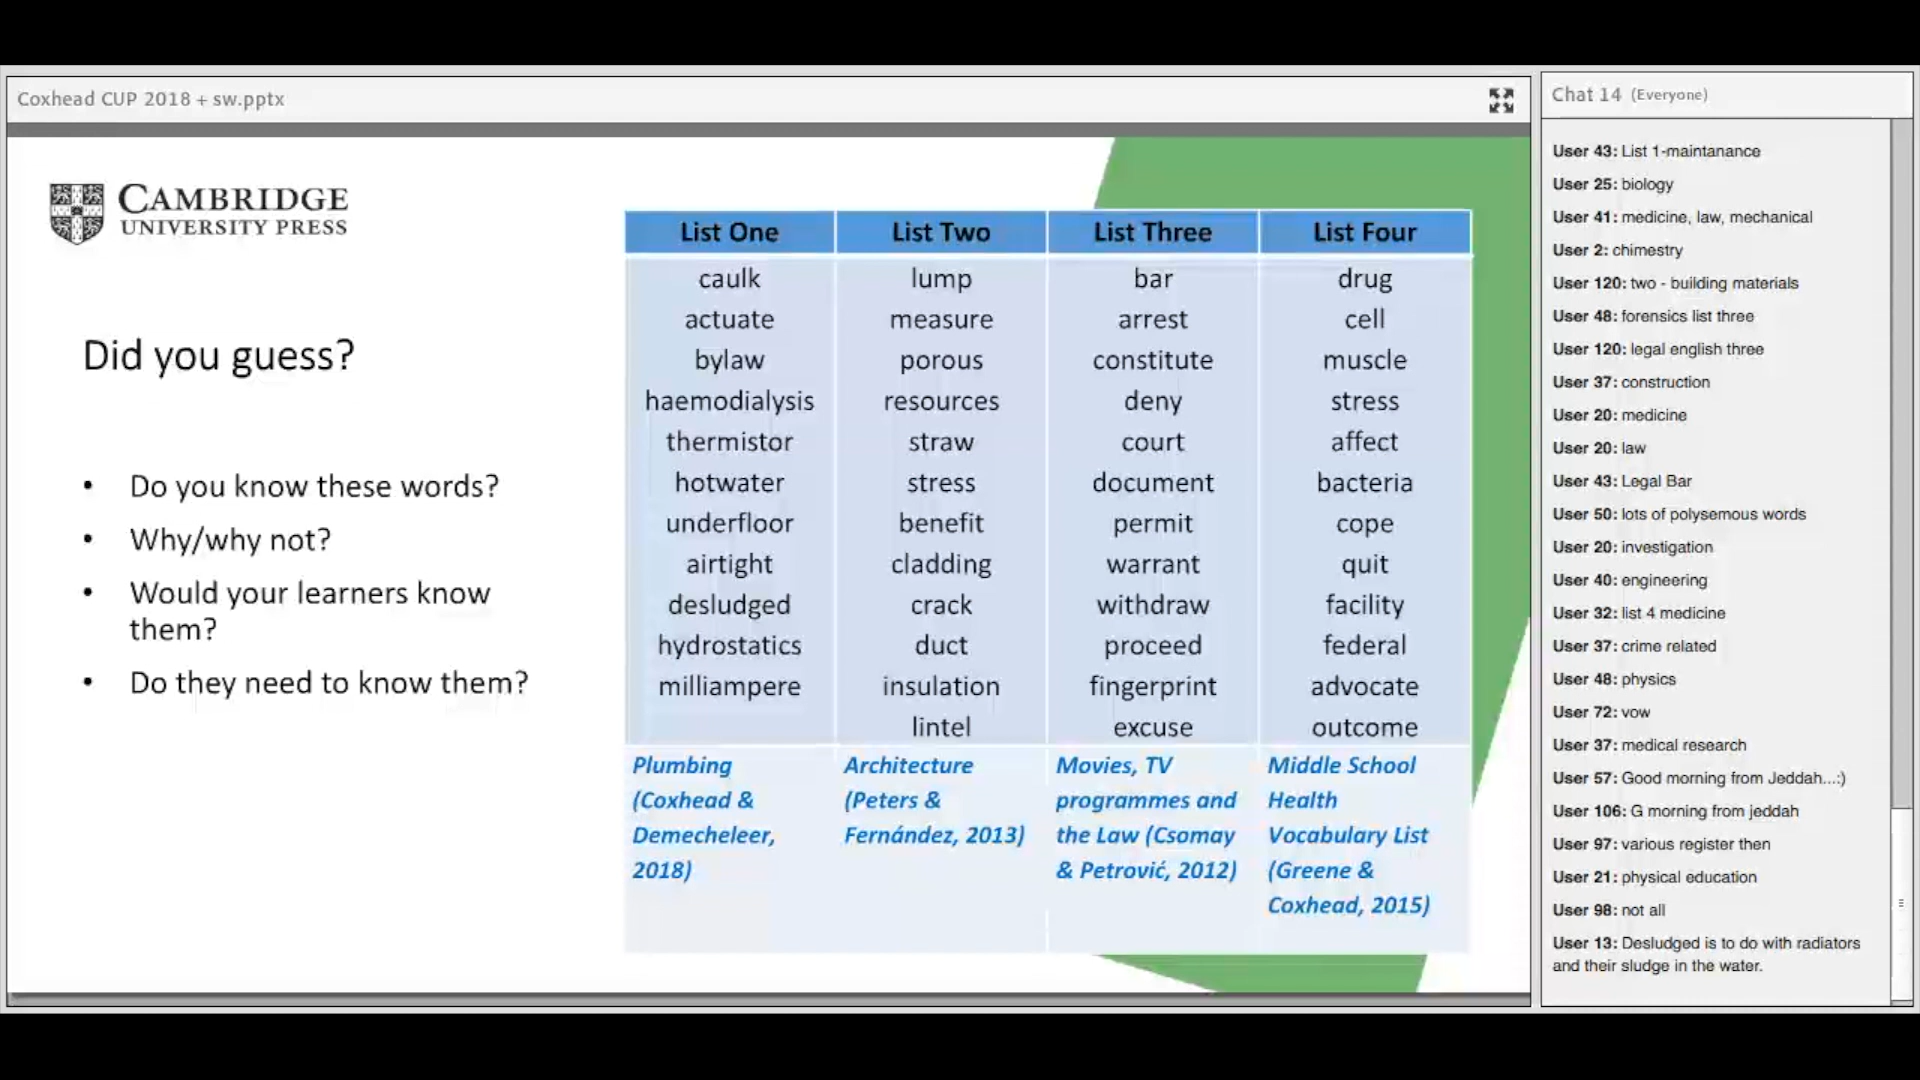 Coxhead CUP 2018 + sw.pptx
CAMBRIDGE
UNIVERSITY PRESS
Did you guess?
• Do you know these words?
• Why/why not?
• Would your learners know
them?
• Do they need to know them?
List One List Two List Three List Four
caulk lump bar drug
actuate measure arrest cell
bylaw porous constitute muscle
haemodialysis resources deny stress
thermistor straw court affect
hotwater stress document bacteria
underfloor benefit permit cope
airtight cladding warrant quit
desludged crack withdraw facility
hydrostatics duct proceed federal
milliampere insulation fingerprint advocate
lintel excuse outcome
Plumbing
(Coxhead &
Demecheleer,
2018)
Architecture
(Peters &
Fernández, 2013)
Movies, TV
programmes and
the Law (Csomay
& Petrović, 2012)
Middle School
Health
Vocabulary List
(Greene &
Coxhead, 2015)
Chat 14 (Everyone)
User 43: List 1-maintanance
User 25: biology
User 41: medicine, law, mechanical
User 2: chimestry
User 120: two - building materials
User 48: forensics list three
User 120: legal english three
User 37: construction
User 20: medicine
User 20: law
User 43: Legal Bar
User 50: lots of polysemous words
User 20: investigation
User 40: engineering
User 32: list 4 medicine
User 37: crime related
User 48: physics
User 72: vow
User 37: medical research
User 57: Good morning from Jeddah...:)
User 106: G morning from jeddah
User 97: various register then
User 21: physical education
User 98: not all
User 13: Desludged is to do with radiators
and their sludge in the water.